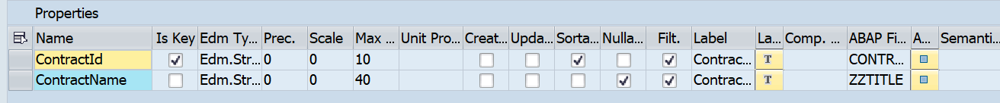 Properties
Name Is Key Edm Ty... Prec. Scale Max ... Unit Pro... Creat... Upda... Sorta... Nulla... Filt. Label La... Comp. ... ABAP Fi... A... Semanti...
ContractId Edm.Str... 0 0 10 Contrac... T CONTR...
ContractName Edm.Str... 0 0 40 Contrac... T ZZTITLE